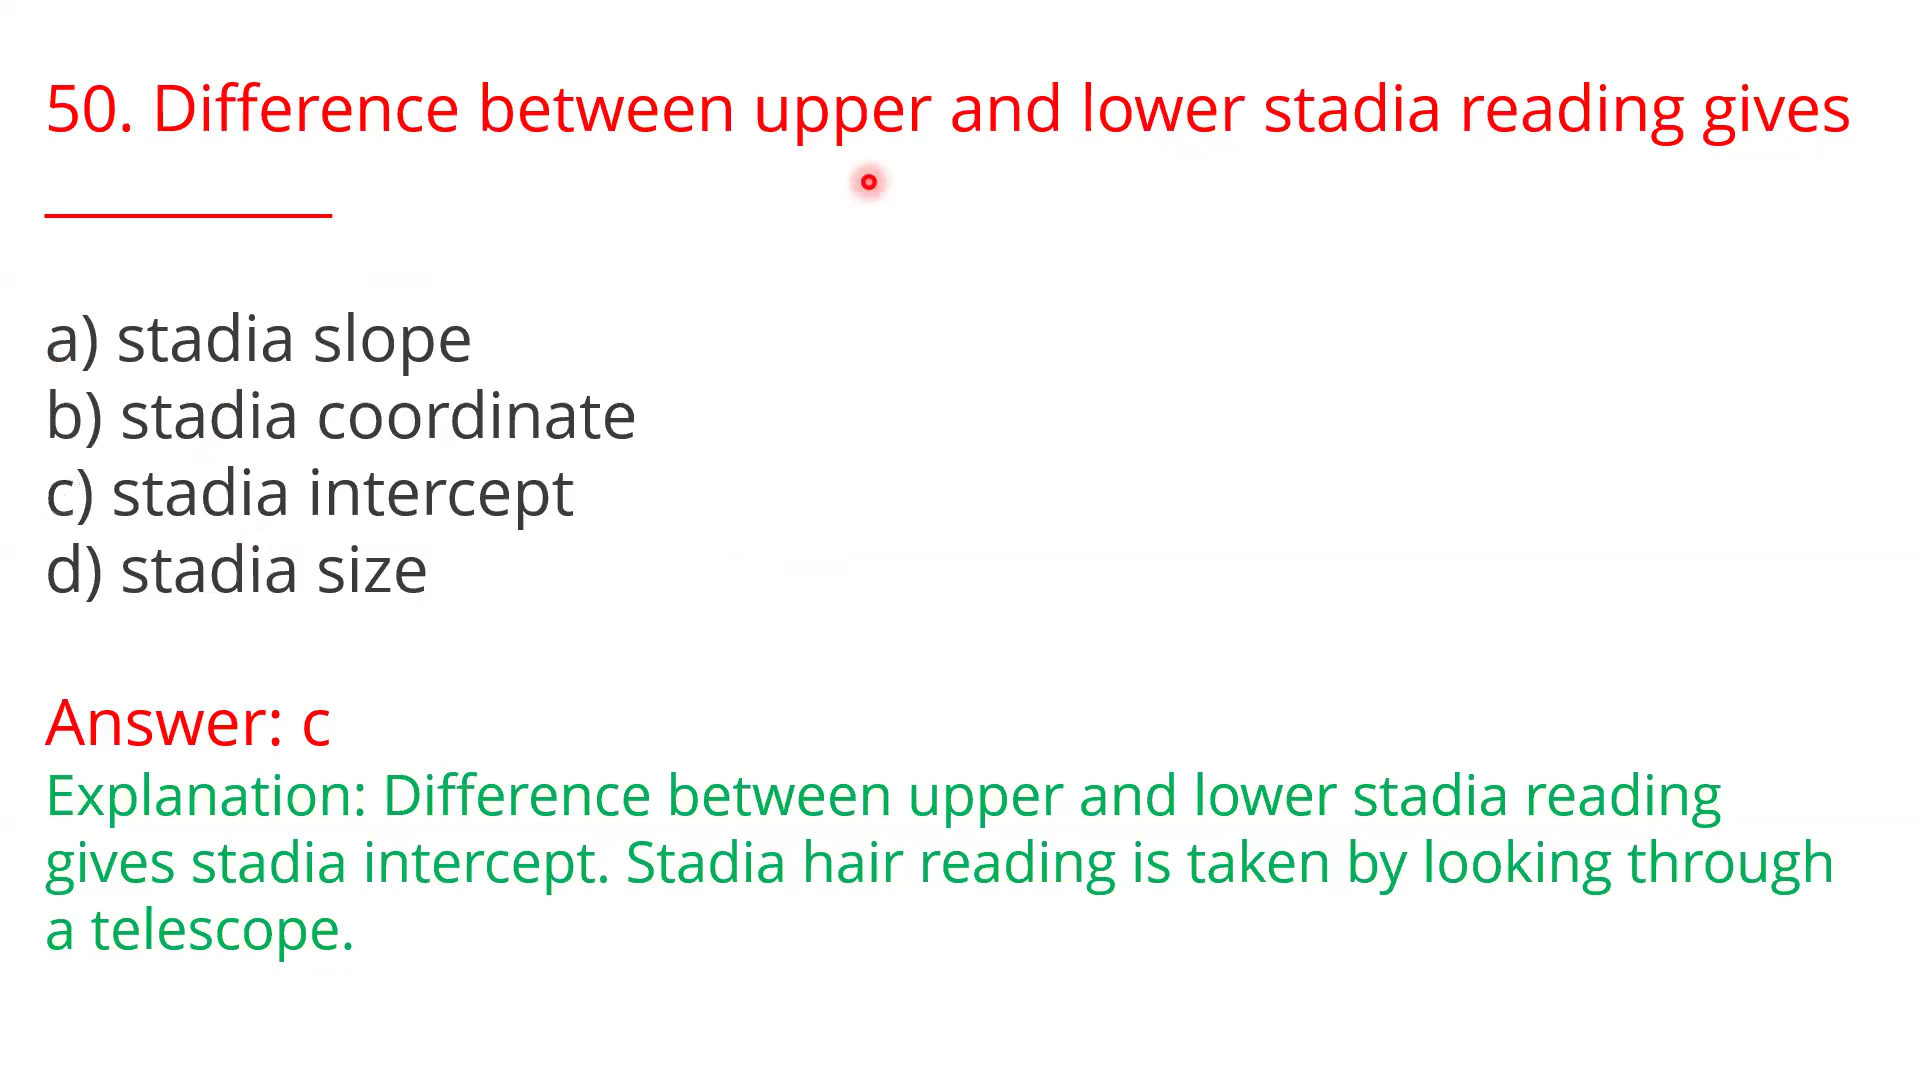 50. Difference between upper and lower stadia reading gives
___________
a) stadia slope
b) stadia coordinate
c) stadia intercept
d) stadia size
Answer: c
Explanation: Difference between upper and lower stadia reading
gives stadia intercept. Stadia hair reading is taken by looking through
a telescope.